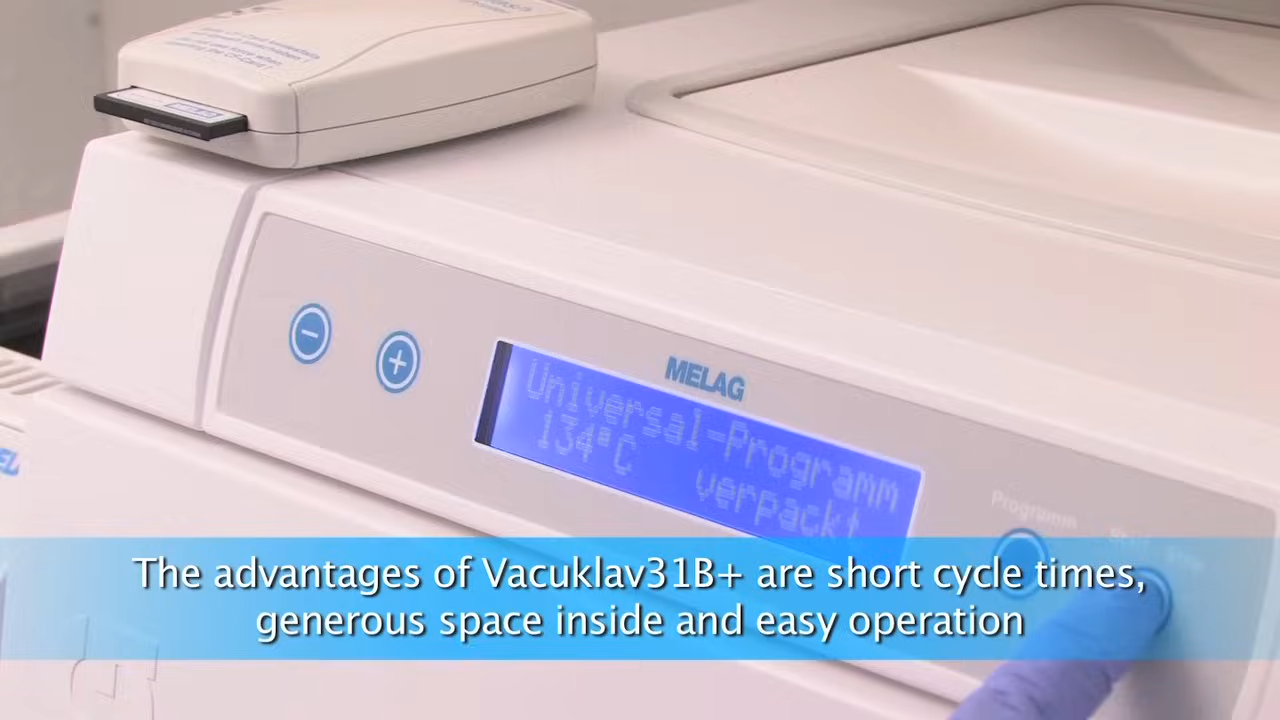 MELAG
Universal-Programm
134°C verpackt
Programm
The advantages of Vacuklav31B+ are short cycle times,
generous space inside and easy operation